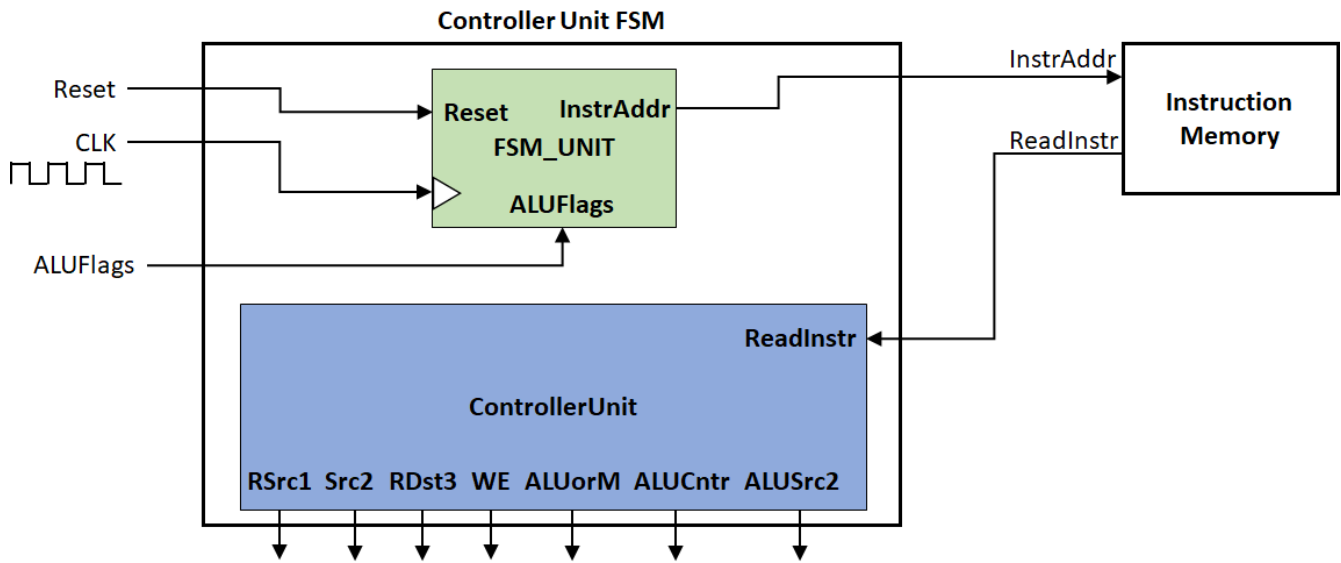 Controller Unit FSM
Reset
CLK
ALUFlags
Reset
InstrAddr
FSM_UNIT
ALUFlags
InstrAddr
ReadInstr
Instruction
Memory
ReadInstr
ControllerUnit
RSrc1 Src2 RDst3 WE ALUorM ALUCntr ALUSrc2